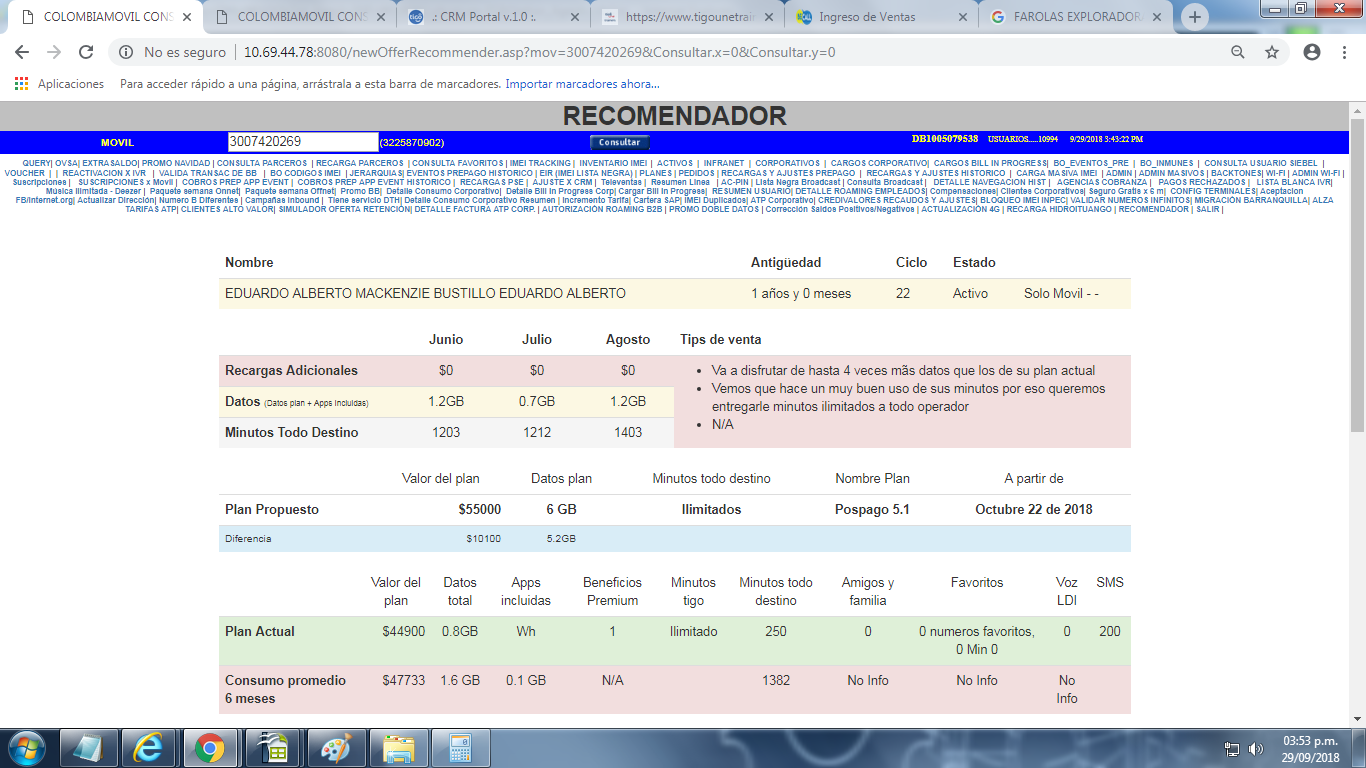 COLOMBIAMOVIL CONS
COLOMBIAMOVIL CONS
.: CRM Portal v.1.0 :.
https://www.tigounetrain
Ingreso de Ventas
FAROLAS EXPLORADOR
No es seguro
10.69.44.78:8080/newOfferRecommender.asp?mov=3007420269&Consultar.x=0&Consultar.y=0
Aplicaciones
Para acceder rápido a una página, arrástrala a esta barra de marcadores. Importar marcadores ahora...
RECOMENDADOR
MOVIL 3007420269 (3225870902) Consultar DB1005079538 USUARIOS.....10994 9/29/2018 3:43:22 PM
QUERY| OVSA| EXTRASALDO| PROMO NAVIDAD | CONSULTA PARCEROS | RECARGA PARCEROS | CONSULTA FAVORITOS | IMEI TRACKING | INVENTARIO IMEI | ACTIVOS | INFRANET | CORPORATIVOS | CARGOS CORPORATIVO| CARGOS BILL IN PROGRESS| BO_EVENTOS_PRE | BO_INMUNES | CONSULTA USUARIO SIEBEL |
VOUCHER | | REACTIVACION X IVR | VALIDA TRANSAC DE BB | BO CODIGOS IMEI | JERARQUIAS| EVENTOS PREPAGO HISTORICO | EIR (IMEI LISTA NEGRA) | PLANES | PEDIDOS | RECARGAS Y AJUSTES PREPAGO | RECARGAS Y AJUSTES HISTORICO | CARGA MASIVA IMEI | ADMIN | ADMIN MASIVOS | BACKTONES| WI-FI | ADMIN WI-FI |
Suscripciones | SUSCRIPCIONES x Movil | COBROS PREP APP EVENT | COBROS PREP APP EVENT HISTORICO | RECARGAS PSE | AJUSTE X CRM | Televentas | Resumen Linea | AC-PIN | Lista Negra Broadcast | Consulta Broadcast | DETALLE NAVEGACION HIST | AGENCIAS COBRANZA | PAGOS RECHAZADOS | LISTA BLANCA IVR|
Musica Ilimitada - Deezer | Paquete semana Onnet| Paquete semana Offnet| Promo BB| Detalle Consumo Corporativo| Detalle Bill In Progress Corp| Cargar Bill In Progress Corp| RESUMEN USUARIO| DETALLE ROAMING EMPLEADOS| Compensaciones| Clientes Corporativos| Seguro Gratis x 6 m| CONFIG TERMINALES| Aceptacion
FB/Internet.org| Actualizar Dirección| Numero B Diferentes | Campañas Inbound | Tiene servicio DTH| Detalle Consumo Corporativo Resumen | Incremento Tarifa| Cartera SAP| IMEI Duplicados| ATP Corporativo| CREDIVALORES RECAUDOS Y AJUSTES| BLOQUEO IMEI INPEC| VALIDAR NUMEROS INFINITOS| MIGRACIÓN BARRANQUILLA| ALZA
TARIFAS ATP| CLIENTES ALTO VALOR| SIMULADOR OFERTA RETENCIÓN| DETALLE FACTURA ATP CORP. | AUTORIZACIÓN ROAMING B2B | PROMO DOBLE DATOS | Corrección Saldos Positivos/Negativos | ACTUALIZACIÓN 4G | RECARGA HIDROITUANGO | RECOMENDADOR | SALIR |
Nombre Antigüedad Ciclo Estado
EDUARDO ALBERTO MACKENZIE BUSTILLO EDUARDO ALBERTO 1 años y 0 meses 22 Activo Solo Movil - -
Junio Julio Agosto Tips de venta
Recargas Adicionales $0 $0 $0
Datos (Datos plan + Apps Incluidas) 1.2GB 0.7GB 1.2GB
Minutos Todo Destino 1203 1212 1403
• Va a disfrutar de hasta 4 veces mãs datos que los de su plan actual
• Vemos que hace un muy buen uso de sus minutos por eso queremos
entregarle minutos ilimitados a todo operador
• N/A
Valor del plan Datos plan Minutos todo destino Nombre Plan A partir de
Plan Propuesto $55000 6 GB Ilimitados Pospago 5.1 Octubre 22 de 2018
Diferencia $10100 5.2GB
Valor del plan Datos total Apps incluidas Beneficios Premium Minutos tigo Minutos todo destino Amigos y familia Favoritos Voz LDI SMS
Plan Actual $44900 0.8GB Wh 1 Ilimitado 250 0 0 numeros favoritos, 0 Min 0 0 200
Consumo promedio 6 meses $47733 1.6 GB 0.1 GB N/A 1382 No Info No Info No Info
03:53 p.m.
29/09/2018